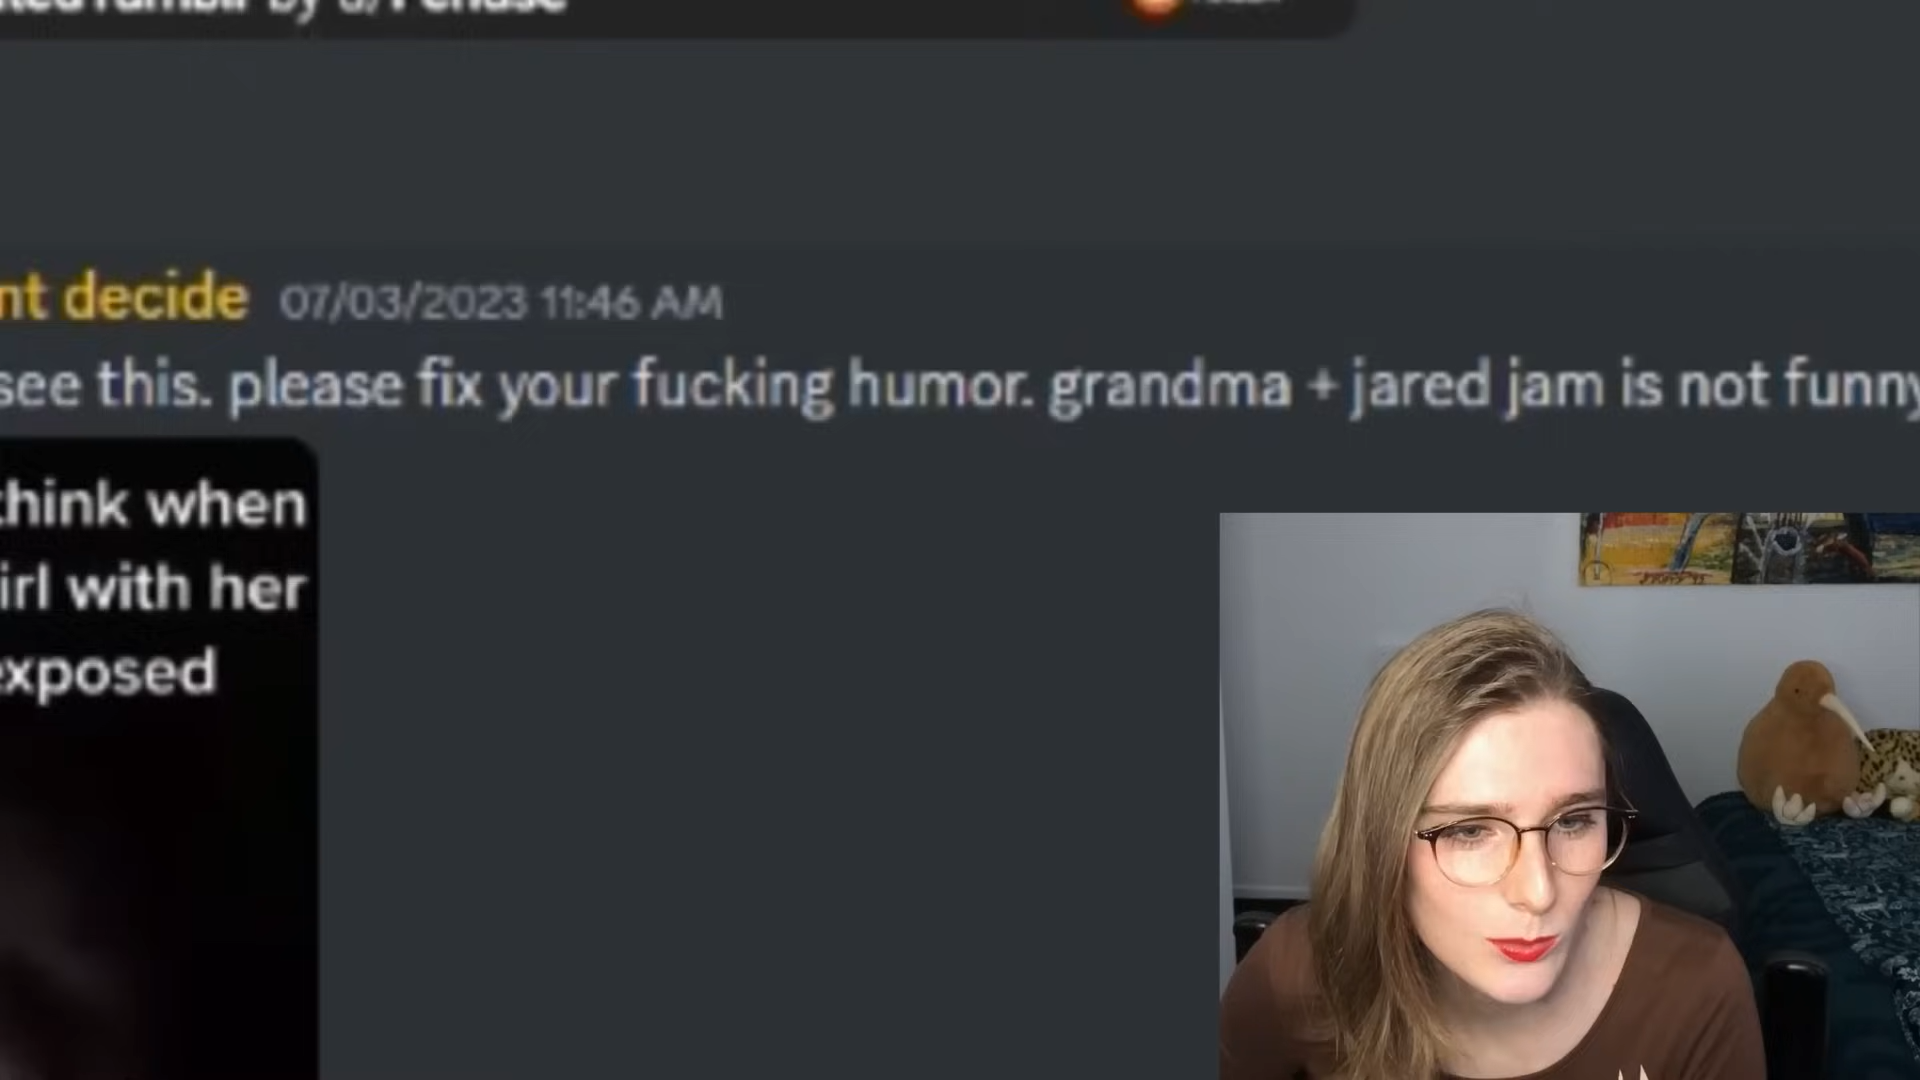 by u/
nt decide 07/03/2023 11:46 AM
see this. please fix your fucking humor. grandma + jared jam is not funny
think when
irl with her
exposed